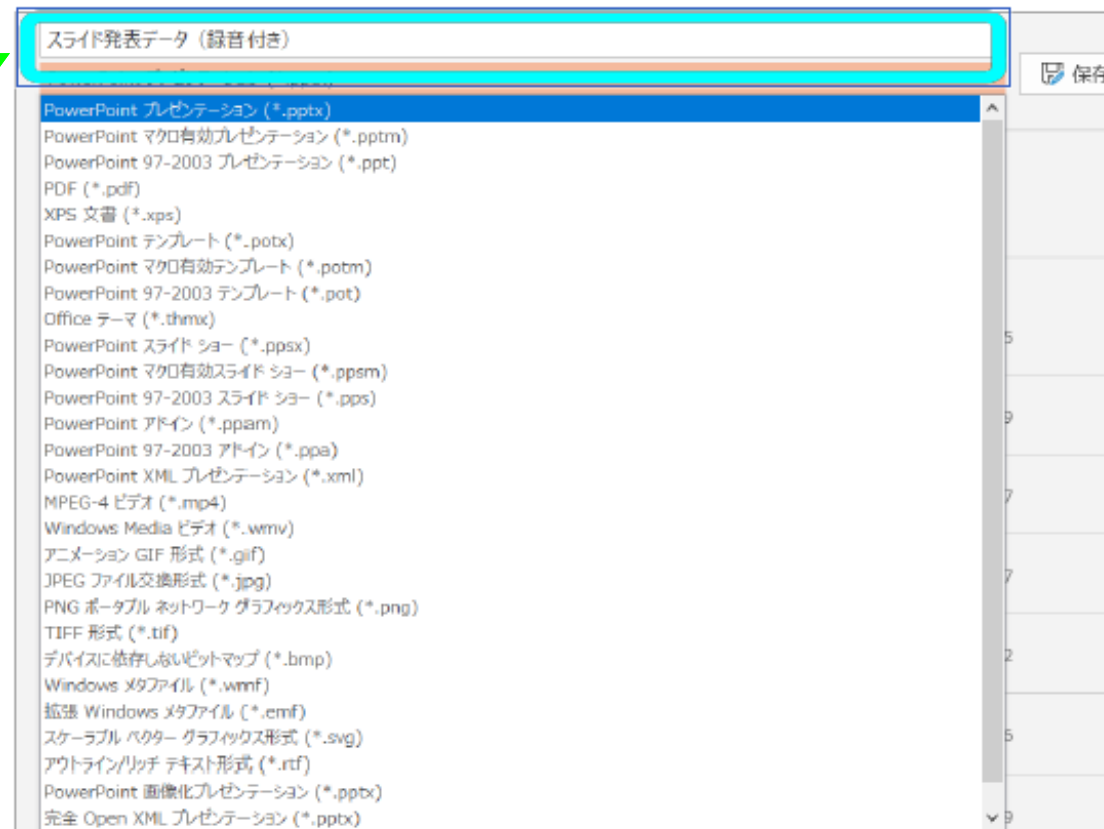 スライド発表データ（録音付き）
保存
PowerPoint プレゼンテーション (*.pptx)
PowerPoint マクロ有効プレゼンテーション (*.pptm)
PowerPoint 97-2003 プレゼンテーション (*.ppt)
PDF (*.pdf)
XPS 文書 (*.xps)
PowerPoint テンプレート (*.potx)
PowerPoint マクロ有効テンプレート (*.potm)
PowerPoint 97-2003 テンプレート (*.pot)
Office テーマ (*.thmx)
PowerPoint スライド ショー (*.ppsx)
PowerPoint マクロ有効スライド ショー (*.ppsm)
PowerPoint 97-2003 スライド ショー (*.pps)
PowerPoint アドイン (*.ppam)
PowerPoint 97-2003 アドイン (*.ppa)
PowerPoint XML プレゼンテーション (*.xml)
MPEG-4 ビデオ (*.mp4)
Windows Media ビデオ (*.wmv)
アニメーション GIF 形式 (*.gif)
JPEG ファイル交換形式 (*.jpg)
PNG ポータブル ネットワーク グラフィックス形式 (*.png)
TIFF 形式 (*.tif)
デバイスに依存しないビットマップ (*.bmp)
Windows メタファイル (*.wmf)
拡張 Windows メタファイル (*.emf)
スケーラブル ベクター グラフィックス形式 (*.svg)
アウトライン/リッチ テキスト形式 (*.rtf)
PowerPoint 画像化プレゼンテーション (*.pptx)
完全 Open XML プレゼンテーション (*.pptx)